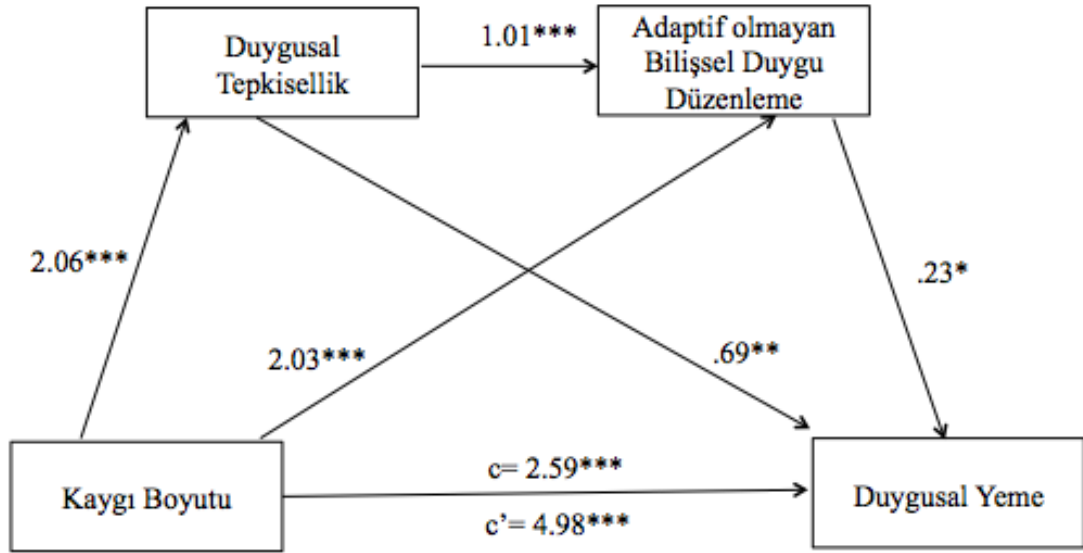 Duygusal
Tepkisellik
1.01***
Adaptif olmayan
Bilişsel Duygu
Düzenleme
2.06***
2.03***
.69**
.23*
Kaygı Boyutu
c= 2.59***
c’= 4.98***
Duygusal Yeme